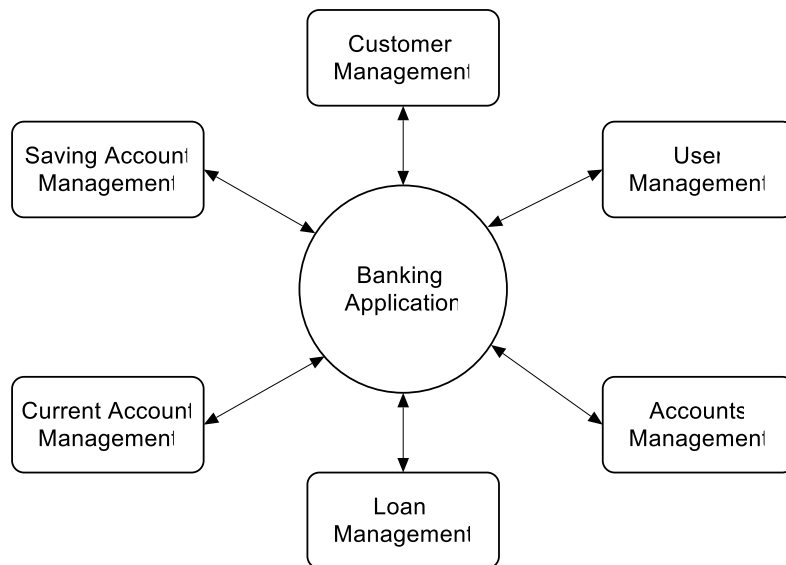 Customer
Management
Saving Account
Management
User
Management
Banking
Application
Current Account
Management
Accounts
Management
Loan
Management